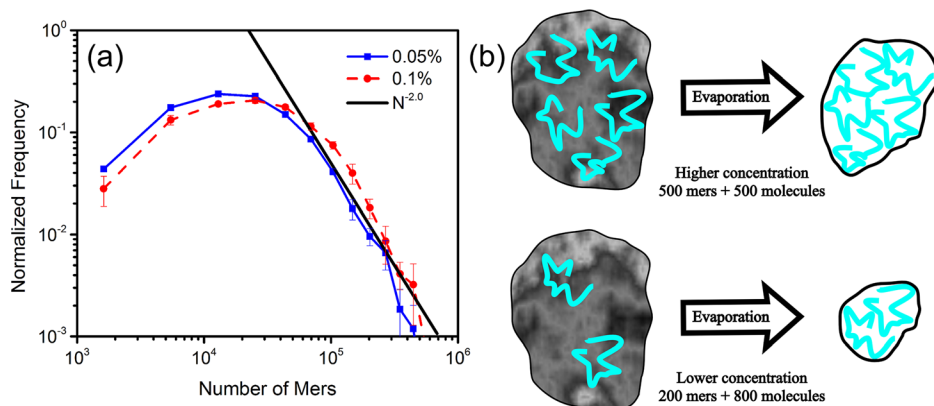 (a)
0.05%
0.1%
N-2.0
Normalized Frequency
10^0
10^-1
10^-2
10^-3
10^3
10^4
10^5
10^6
Number of Mers
(b)
Evaporation
Higher concentration
500 mers + 500 molecules
Evaporation
Lower concentration
200 mers + 800 molecules